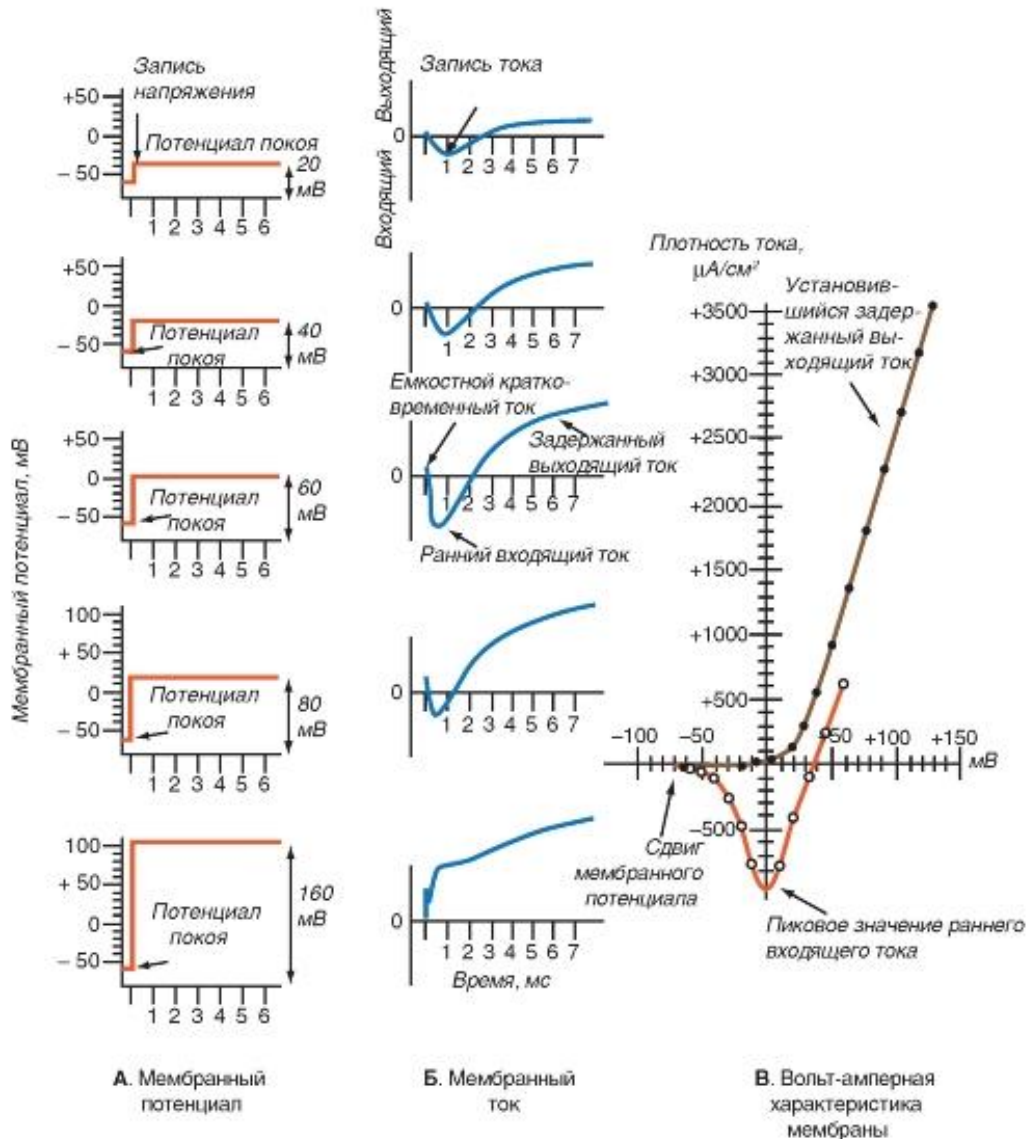 Мембранный потенциал, мВ
Запись
напряжения
+50
0
– 50
Потенциал покоя
20
мВ
1 2 3 4 5 6
+50
0
– 50
Потенциал
покоя
40
мВ
1 2 3 4 5 6
+50
0
– 50
Потенциал
покоя
60
мВ
1 2 3 4 5 6
100
+ 50
0
– 50
Потенциал
покоя
80
мВ
1 2 3 4 5 6
100
+ 50
0
– 50
Потенциал
покоя
160
мВ
1 2 3 4 5 6
А. Мембранный
потенциал
Выходящий
Входящий
Запись тока
0
1 2 3 4 5 6 7
0
1 2 3 4 5 6 7
Емкостной кратко-
временный ток
Задержанный
выходящий ток
0
1 2 3 4 5 6 7
Ранний входящий ток
0
1 2 3 4 5 6 7
0
1 2 3 4 5 6 7
Время, мс
Б. Мембранный
ток
Плотность тока,
µА/см²
Установив-
шийся задер-
жанный вы-
ходящий ток
+3500
+3000
+2500
+2000
+1500
+1000
+500
–100 –50 +50 +100 +150
мВ
–500
Сдвиг
мембранного
потенциала
Пиковое значение раннего
входящего тока
В. Вольт-амперная
характеристика
мембраны